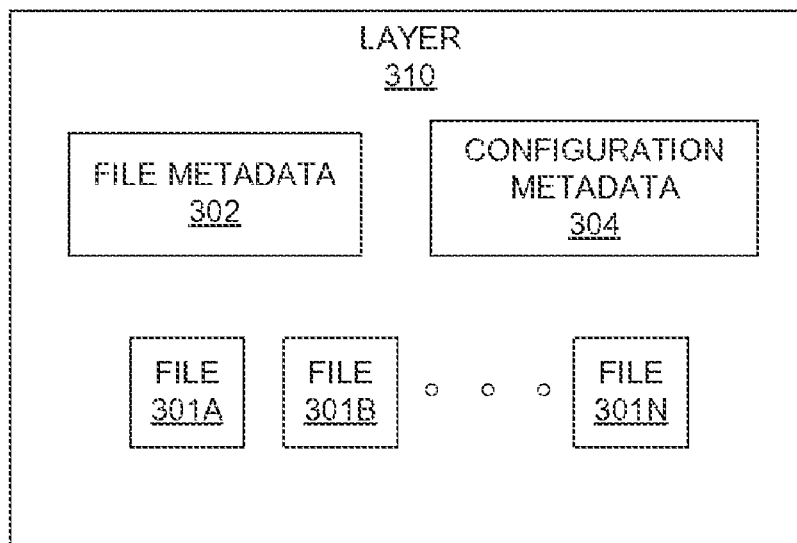 LAYER
310
FILE METADATA
302
CONFIGURATION
METADATA
304
FILE
301A
FILE
301B
FILE
301N